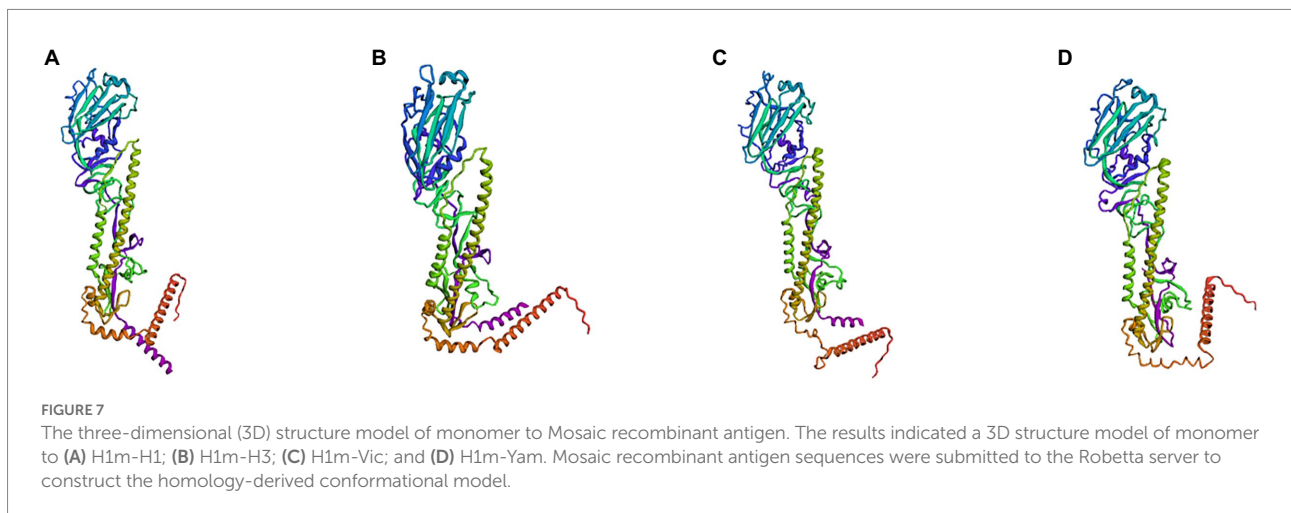 A
B
C
D
FIGURE 7
The three-dimensional (3D) structure model of monomer to Mosaic recombinant antigen. The results indicated a 3D structure model of monomer
to (A) H1m-H1; (B) H1m-H3; (C) H1m-Vic; and (D) H1m-Yam. Mosaic recombinant antigen sequences were submitted to the Robetta server to
construct the homology-derived conformational model.